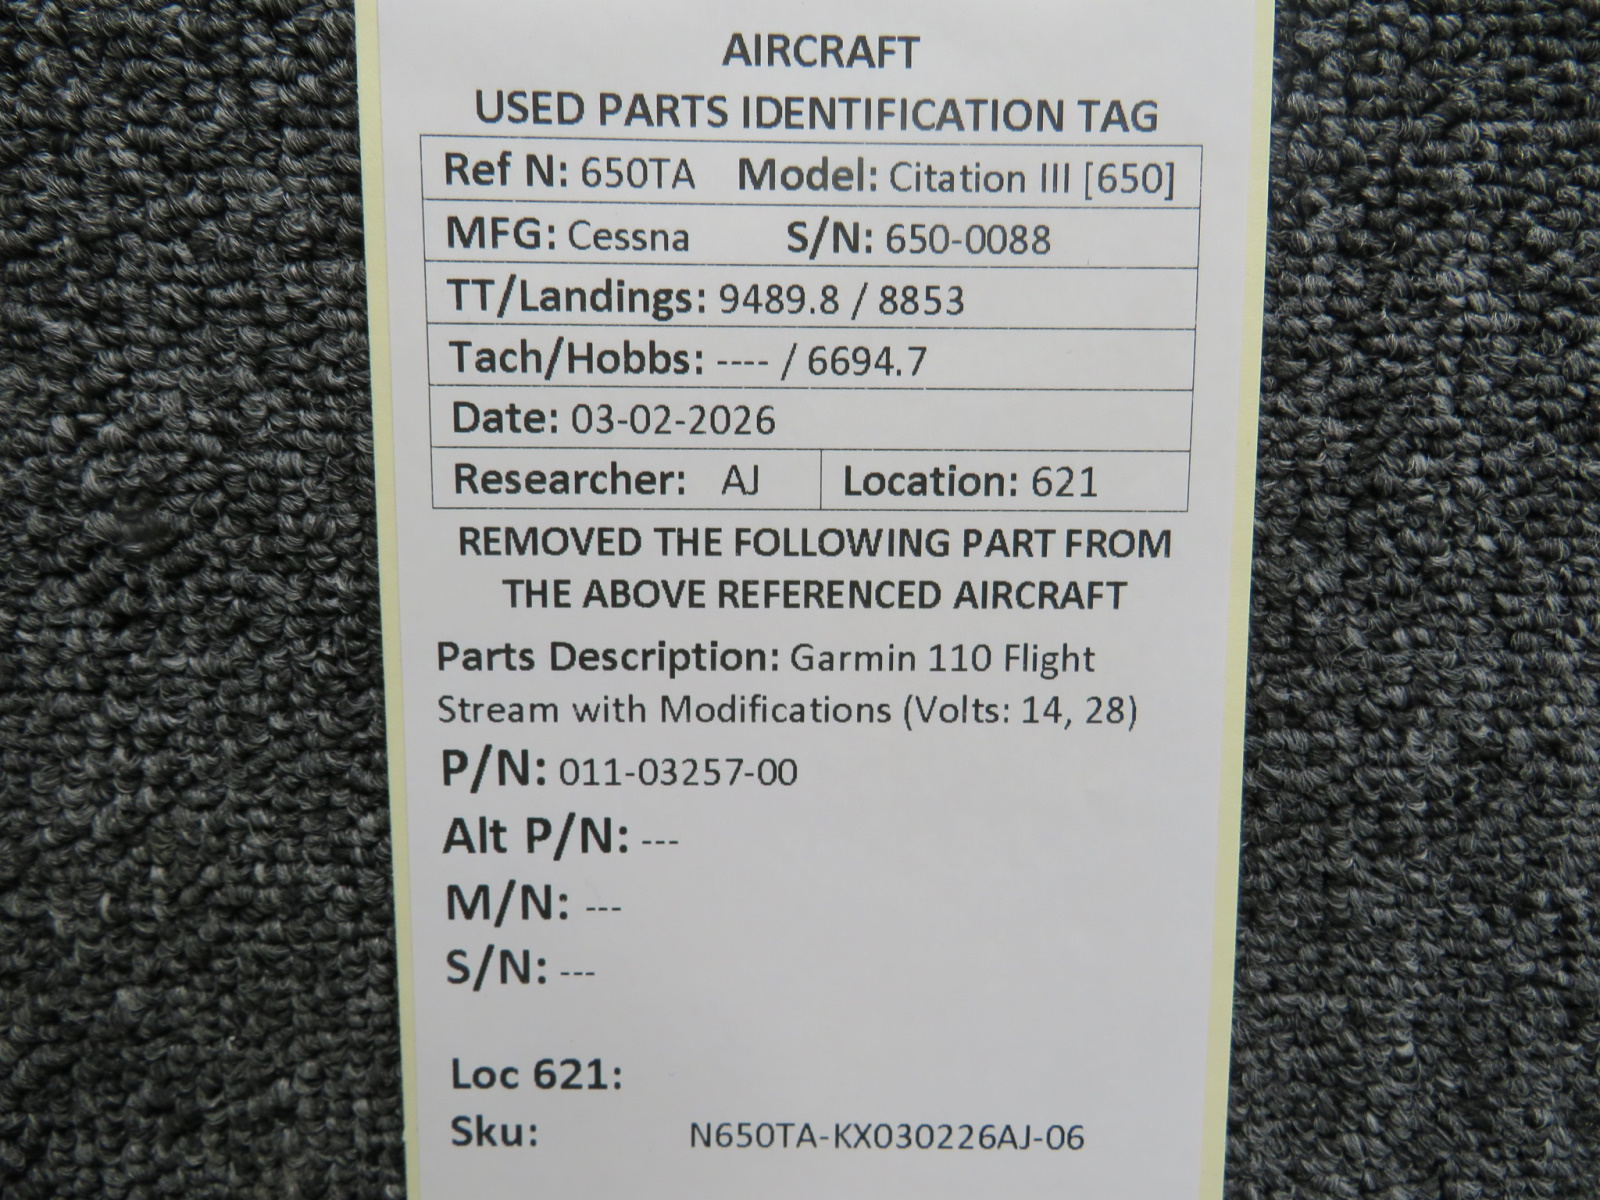 AIRCRAFT
USED PARTS IDENTIFICATION TAG
Ref N: 650TA Model: Citation III [650]
MFG: Cessna S/N: 650-0088
TT/Landings: 9489.8 / 8853
Tach/Hobbs: ---- / 6694.7
Date: 03-02-2026
Researcher: AJ Location: 621
REMOVED THE FOLLOWING PART FROM
THE ABOVE REFERENCED AIRCRAFT
Parts Description: Garmin 110 Flight
Stream with Modifications (Volts: 14, 28)
P/N: 011-03257-00
Alt P/N: ---
M/N: ---
S/N: ---
Loc 621:
Sku: N650TA-KX030226AJ-06